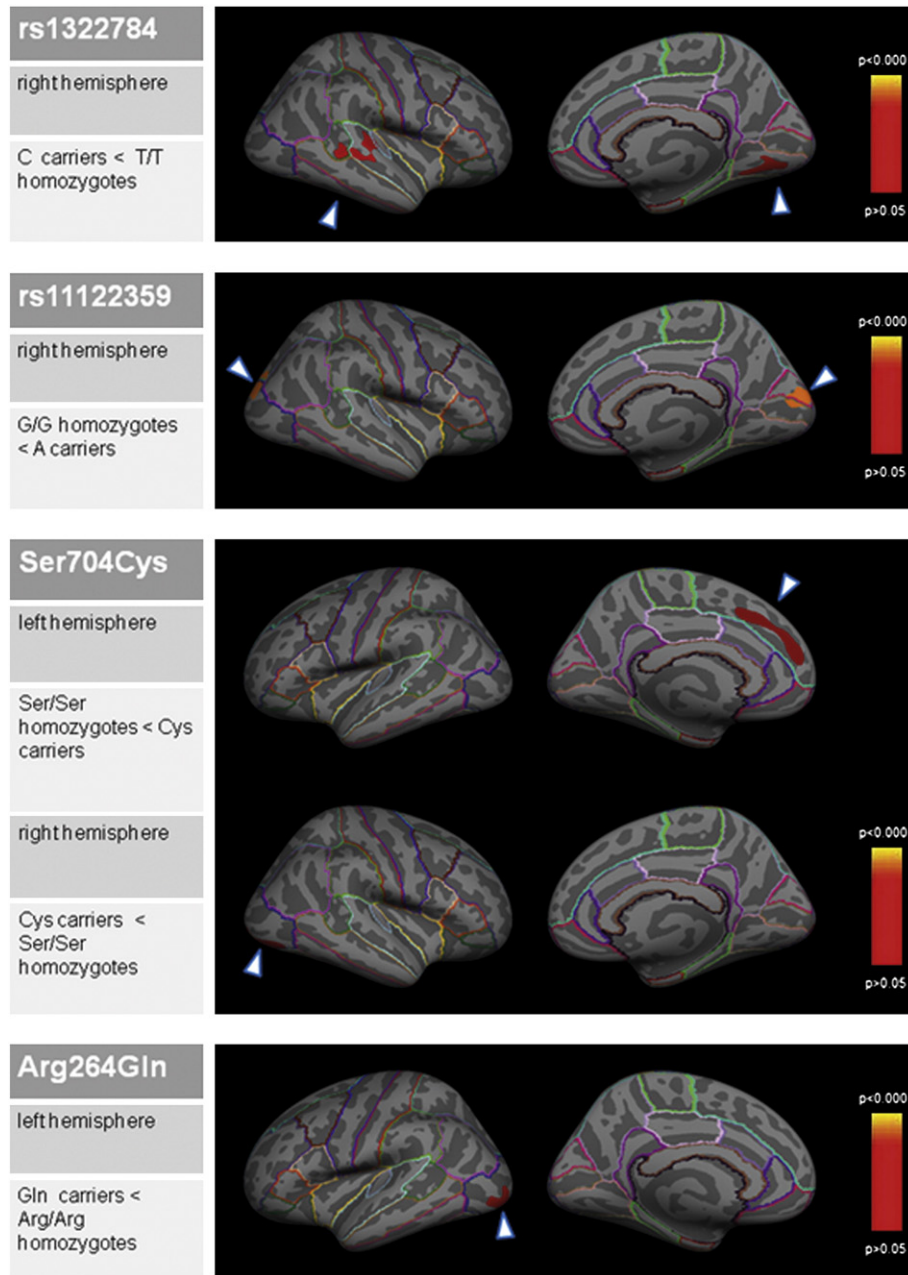 rs1322784
right hemisphere
C carriers < T/T
homozygotes
p<0.000
p>0.05
rs11122359
right hemisphere
G/G homozygotes
< A carriers
p<0.000
p>0.05
Ser704Cys
left hemisphere
Ser/Ser
homozygotes < Cys
carriers
right hemisphere
Cys carriers <
Ser/Ser
homozygotes
p<0.000
p>0.05
Arg264Gln
left hemisphere
Gln carriers <
Arg/Arg
homozygotes
p<0.000
p>0.05